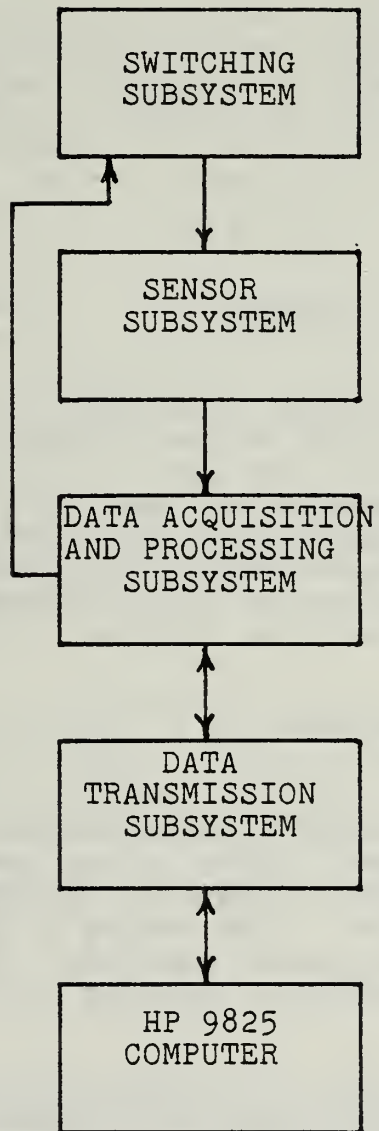 SWITCHING
SUBSYSTEM
SENSOR
SUBSYSTEM
DATA ACQUISITION
AND PROCESSING
SUBSYSTEM
DATA
TRANSMISSION
SUBSYSTEM
HP 9825
COMPUTER